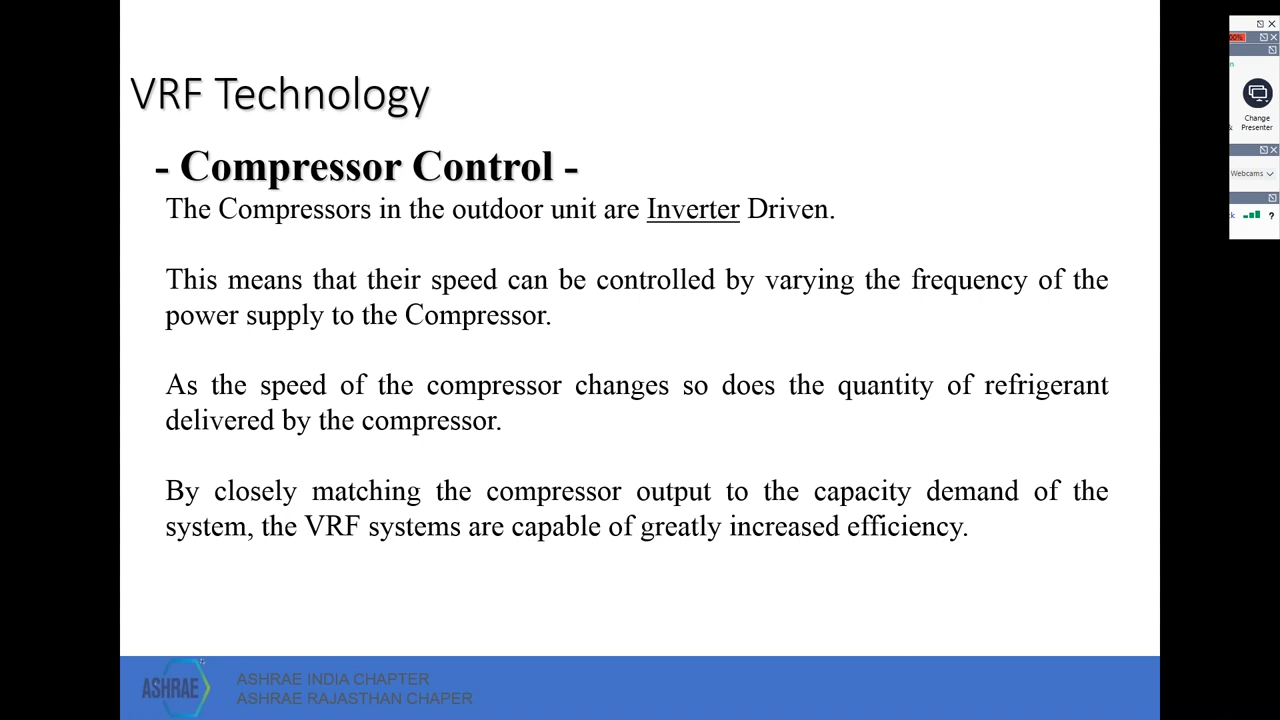 VRF Technology
- Compressor Control -
The Compressors in the outdoor unit are Inverter Driven.
This means that their speed can be controlled by varying the frequency of the
power supply to the Compressor.
As the speed of the compressor changes so does the quantity of refrigerant
delivered by the compressor.
By closely matching the compressor output to the capacity demand of the
system, the VRF systems are capable of greatly increased efficiency.
ASHRAE
ASHRAE INDIA CHAPTER
ASHRAE RAJASTHAN CHAPER
Change
Presenter
Webcams
?